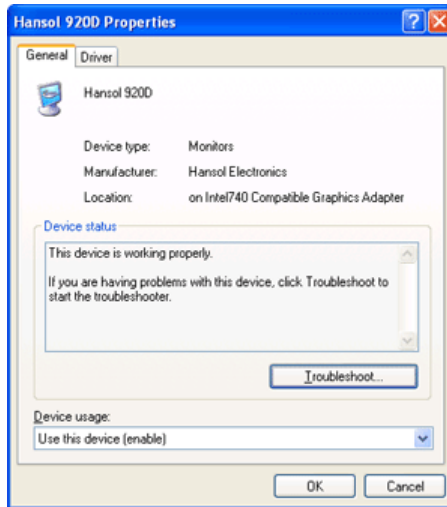 Hansol 920D Properties
General
Driver
Hansol 920D
Device type: Monitors
Manufacturer: Hansol Electronics
Location: on Intel740 Compatible Graphics Adapter
Device status
This device is working properly.
If you are having problems with this device, click Troubleshoot to
start the troubleshooter.
Troubleshoot...
Device usage:
Use this device (enable)
OK
Cancel